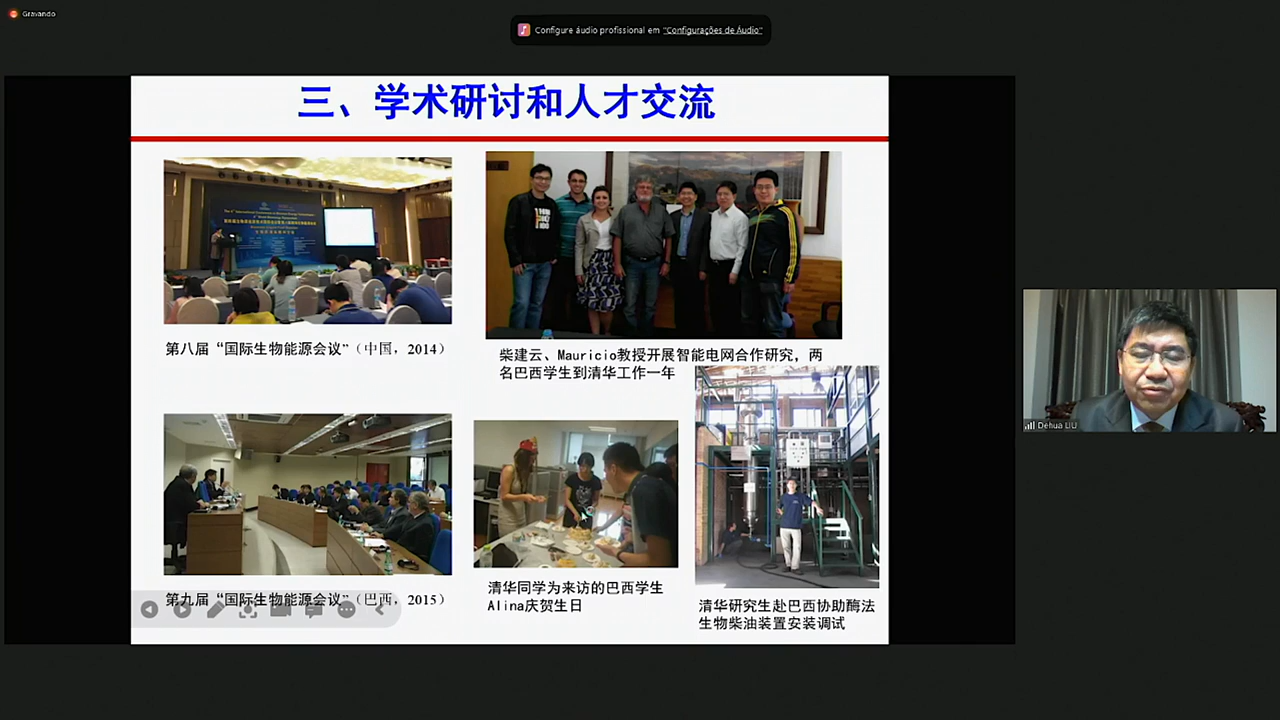 Gravando
Configure áudio profissional em "Configurações de Áudio"
三、学术研讨和人才交流
第八届“国际生物能源会议”（中国，2014）
柴建云、Mauricio教授开展智能电网合作研究，两
名巴西学生到清华工作一年
第九届“国际生物能源会议”（巴西，2015）
清华同学为来访的巴西学生
Alina庆贺生日
清华研究生赴巴西协助酶法
生物柴油装置安装调试
Dehua LIU